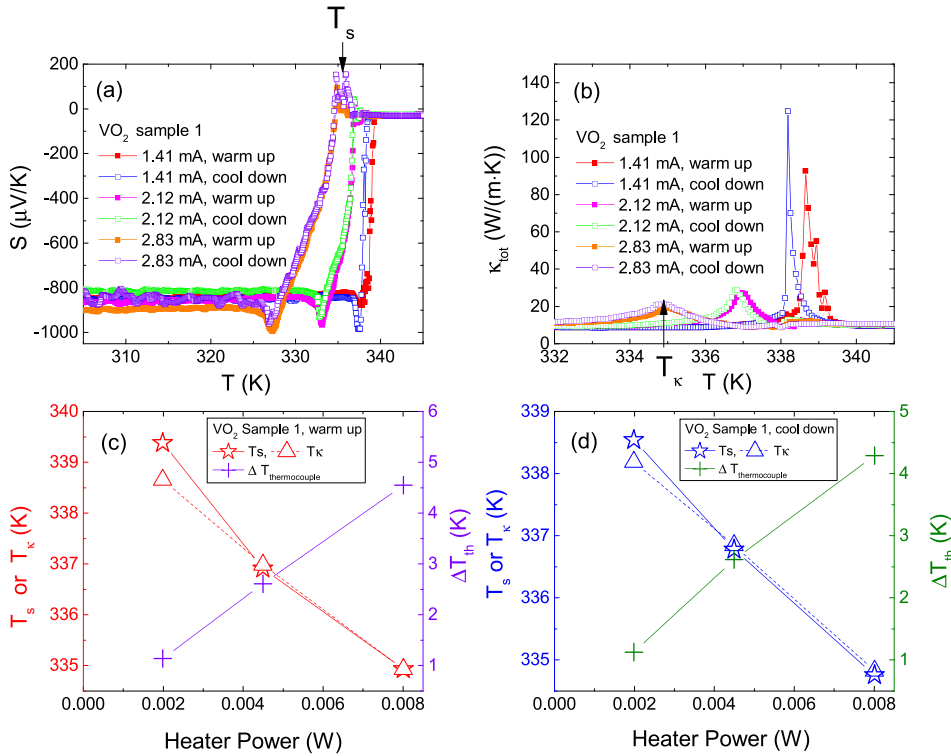 T_s
(a)
VO₂ sample 1
1.41 mA, warm up
1.41 mA, cool down
2.12 mA, warm up
2.12 mA, cool down
2.83 mA, warm up
2.83 mA, cool down
200
0
-200
-400
-600
-800
-1000
S (μV/K)
310
320
330
340
T (K)
(b)
VO₂ sample 1
1.41 mA, warm up
1.41 mA, cool down
2.12 mA, warm up
2.12 mA, cool down
2.83 mA, warm up
2.83 mA, cool down
140
120
100
80
60
40
20
0
κ_tot (W/(m·K))
332
334
336
338
340
T_κ
T (K)
(c)
VO₂ Sample 1, warm up
Ts, Tκ
Δ T_thermocouple
340
339
338
337
336
335
T_s or T_κ (K)
6
5
4
3
2
1
0
ΔT_th (K)
0.000
0.002
0.004
0.006
0.008
Heater Power (W)
(d)
VO₂ Sample 1, cool down
Ts, Tκ
Δ T_thermocouple
339
338
337
336
335
T_s or T_κ (K)
5
4
3
2
1
ΔT_th (K)
0.000
0.002
0.004
0.006
0.008
Heater Power (W)